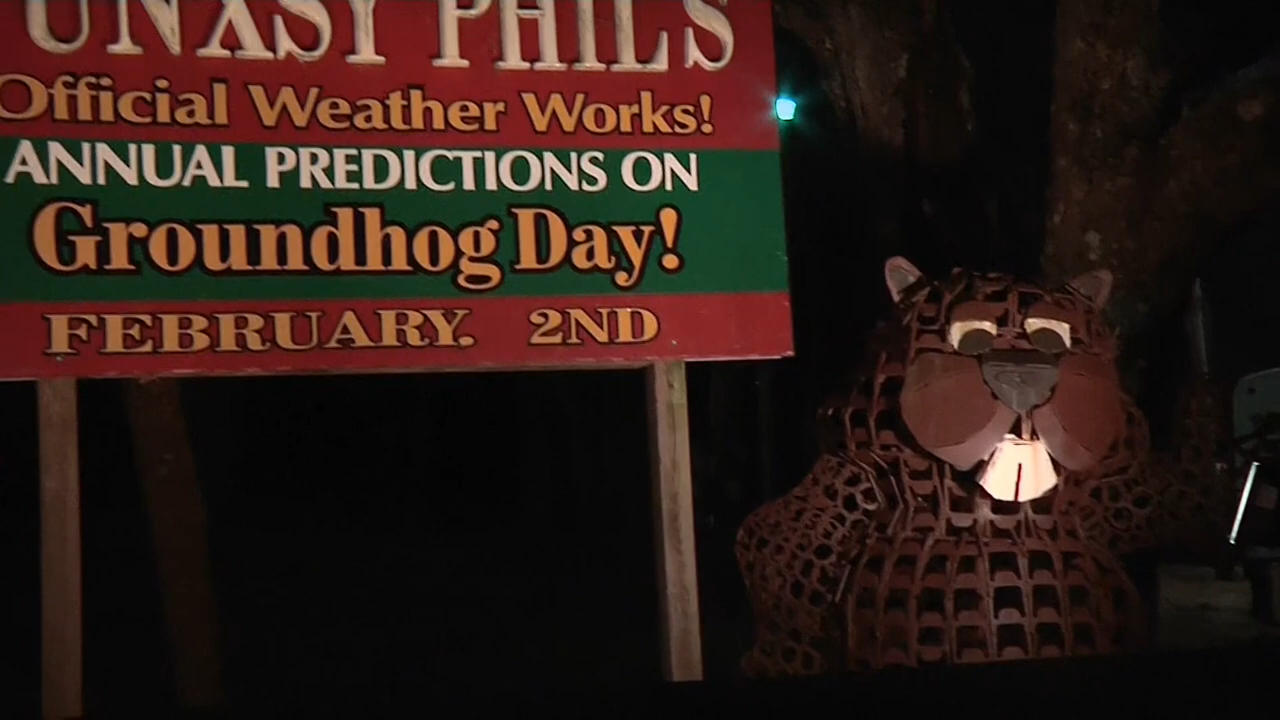 UNXSY PHIL'S
Official Weather Works!
ANNUAL PREDICTIONS ON
Groundhog Day!
FEBRUARY. 2ND